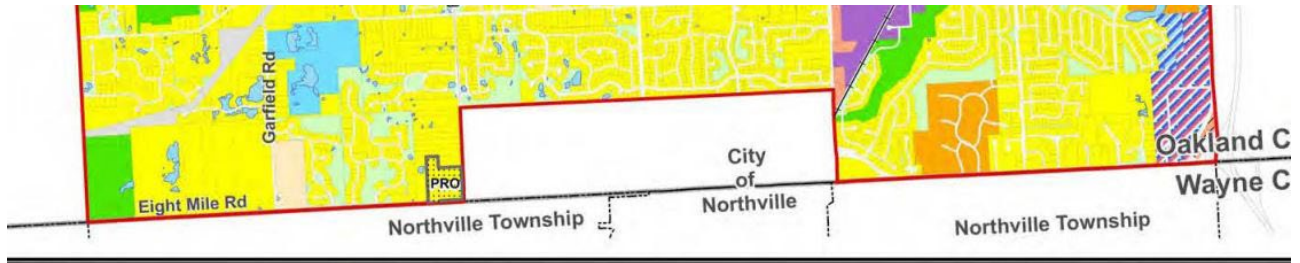 Garfield Rd
PRO
Eight Mile Rd
City
of
Northville
Northville Township
Northville Township
Oakland C
Wayne C